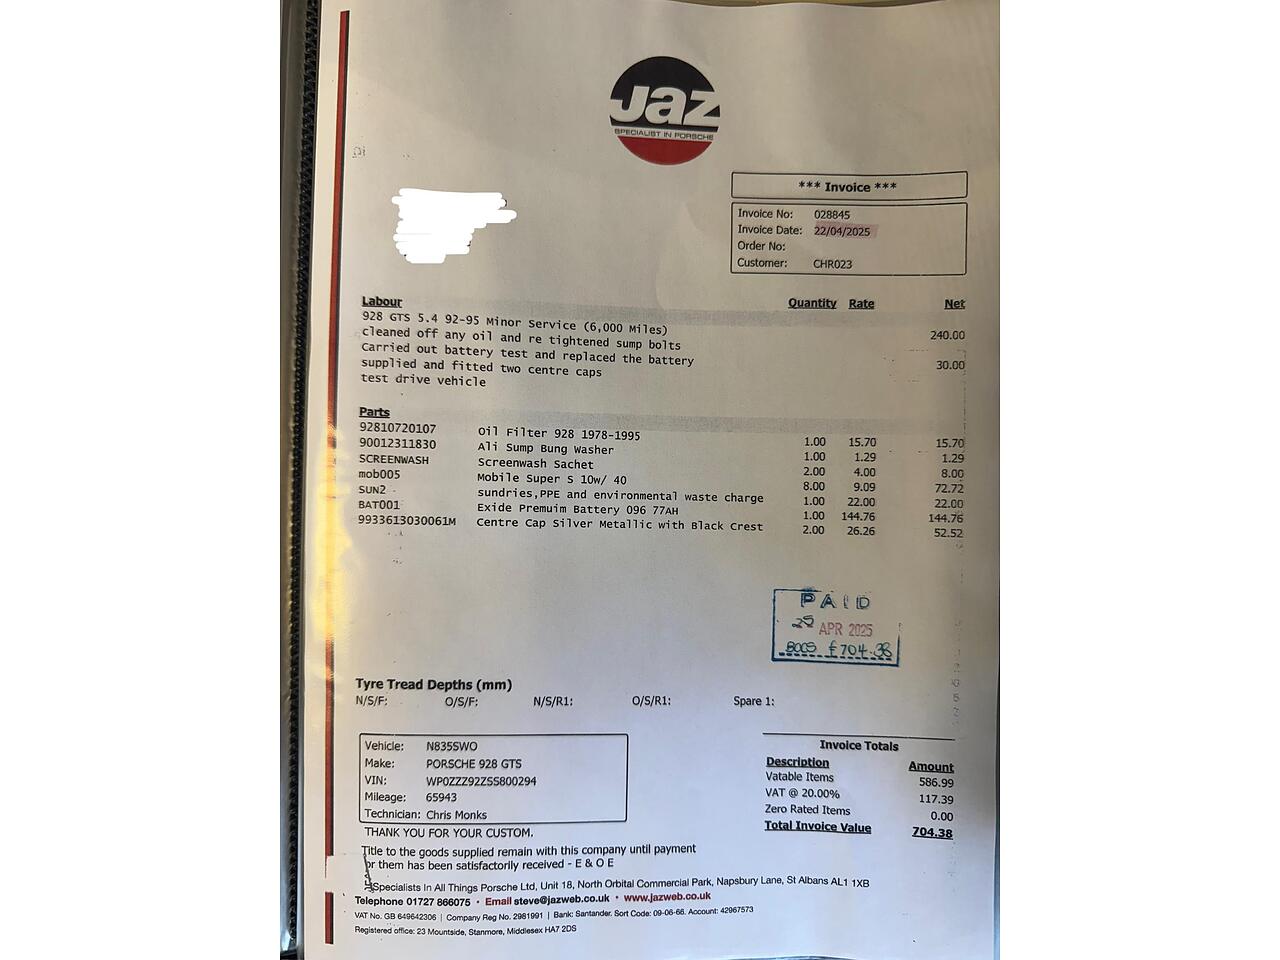 Jaz
SPECIALIST IN PORSCHE
*** Invoice ***
Invoice No: 028845
Invoice Date: 22/04/2025
Order No:
Customer: CHR023
Labour Quantity Rate Net
928 GTS 5.4 92-95 Minor Service (6,000 Miles) 240.00
cleaned off any oil and re tightened sump bolts
Carried out battery test and replaced the battery 30.00
supplied and fitted two centre caps
test drive vehicle
Parts
92810720107 Oil Filter 928 1978-1995 1.00 15.70 15.70
90012311830 Ali Sump Bung Washer 1.00 1.29 1.29
SCREENWASH Screenwash Sachet 2.00 4.00 8.00
mob005 Mobile Super S 10w/ 40 8.00 9.09 72.72
SUN2 sundries,PPE and environmental waste charge 1.00 22.00 22.00
BAT001 Exide Premuim Battery 096 77AH 1.00 144.76 144.76
9933613030061M Centre Cap Silver Metallic with Black Crest 2.00 26.26 52.52
PAID
25 APR 2025
BACS £704.38
Tyre Tread Depths (mm)
N/S/F: O/S/F: N/S/R1: O/S/R1: Spare 1:
Vehicle: N835SWO
Make: PORSCHE 928 GTS
VIN: WP0ZZZ92ZSS800294
Mileage: 65943
Technician: Chris Monks
Invoice Totals
Description Amount
Vatable Items 586.99
VAT @ 20.00% 117.39
Zero Rated Items 0.00
Total Invoice Value 704.38
THANK YOU FOR YOUR CUSTOM.
Title to the goods supplied remain with this company until payment
for them has been satisfactorily received - E & O E
Specialists In All Things Porsche Ltd, Unit 18, North Orbital Commercial Park, Napsbury Lane, St Albans AL1 1XB
Telephone 01727 866075 • Email steve@jazweb.co.uk • www.jazweb.co.uk
VAT No. GB 649642306 | Company Reg No. 2981991 | Bank: Santander. Sort Code: 09-06-66. Account: 42967573
Registered office: 23 Mountside, Stanmore, Middlesex HA7 2DS